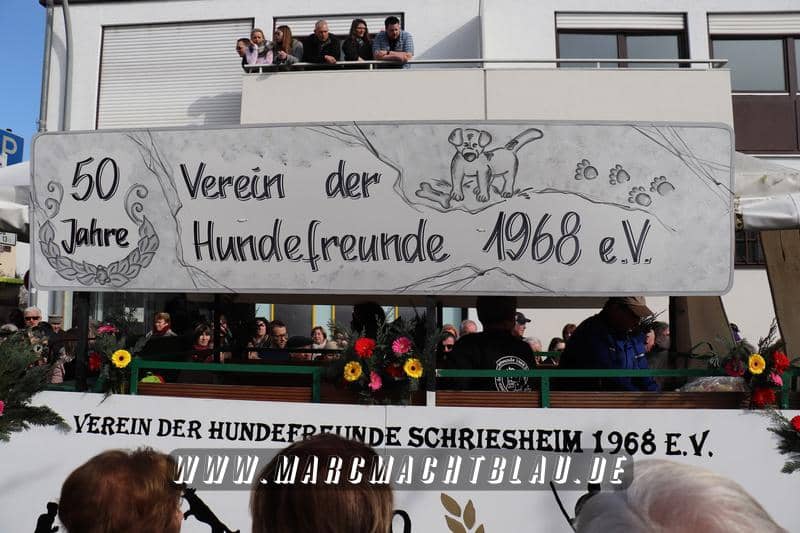 50
Jahre
Verein der
Hundefreunde 1968 e.V.
P
VEREIN DER HUNDEFREUNDE SCHRIESHEIM 1968 E.V.
WWW.MARCMACHTBLAU.DE